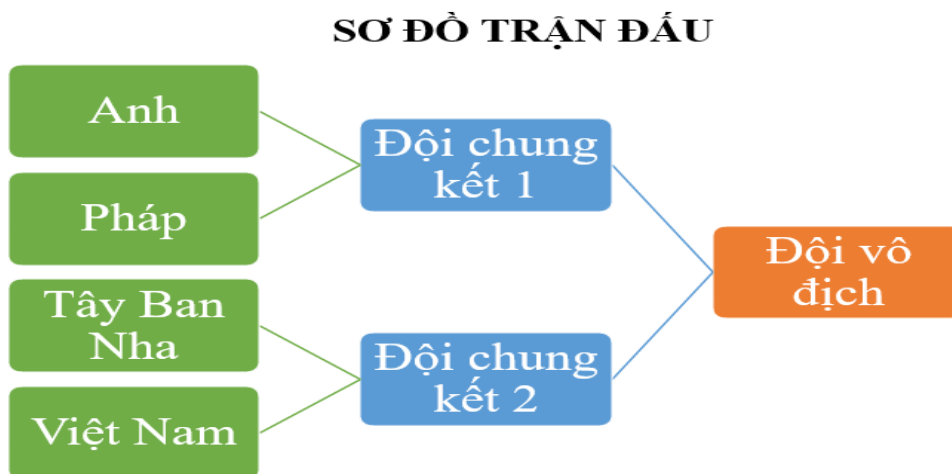 SƠ ĐỒ TRẬN ĐẤU
Anh
Pháp
Tây Ban
Nha
Việt Nam
Đội chung
kết 1
Đội chung
kết 2
Đội vô
địch